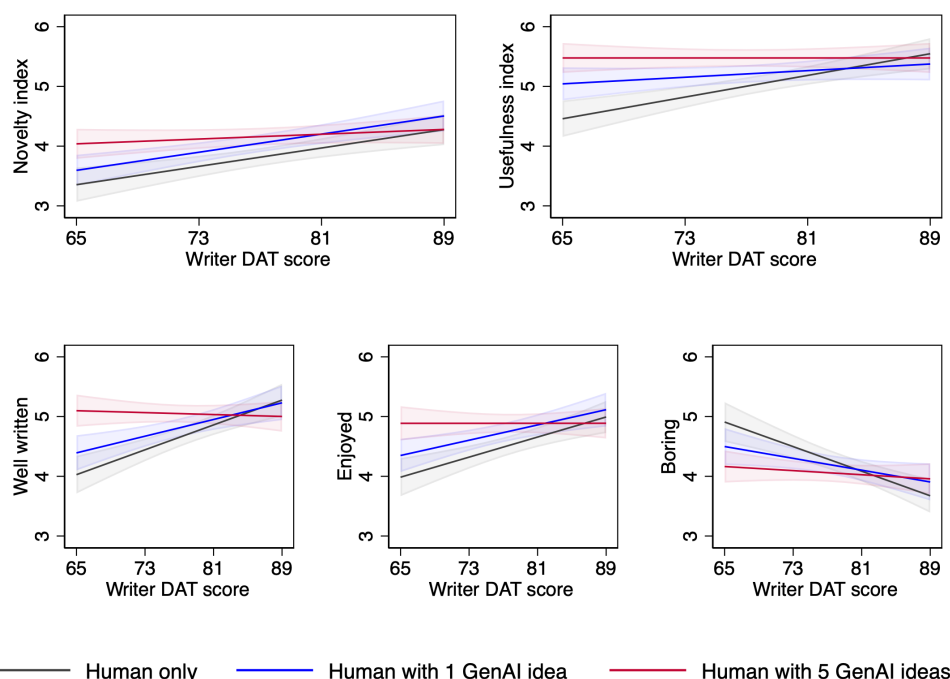 Novelty index
6
5
4
3
65 73 81 89
Writer DAT score
Usefulness index
6
5
4
3
65 73 81 89
Writer DAT score
Well written
6
5
4
3
65 73 81 89
Writer DAT score
Enjoyed
6
5
4
3
65 73 81 89
Writer DAT score
Boring
6
5
4
3
65 73 81 89
Writer DAT score
Human only Human with 1 GenAI idea Human with 5 GenAI ideas